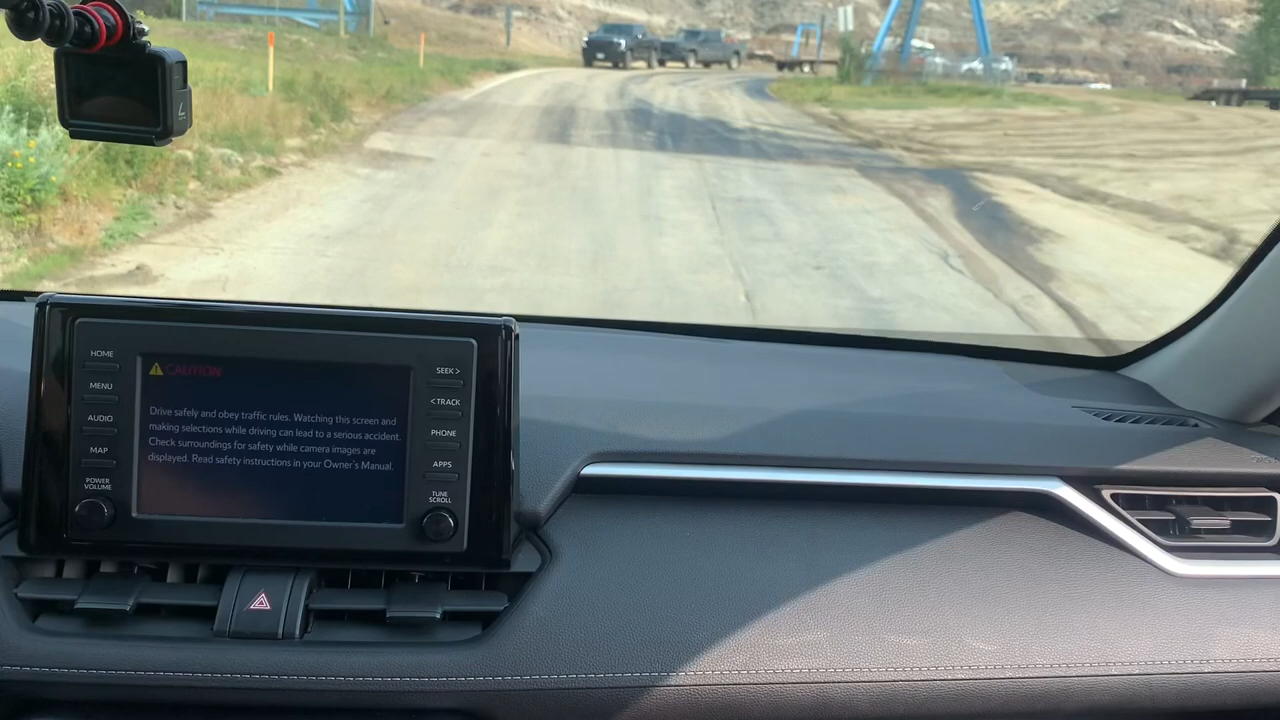 HOME
MENU
AUDIO
MAP
POWER
VOLUME
CAUTION
Drive safely and obey traffic rules. Watching this screen and
making selections while driving can lead to a serious accident.
Check surroundings for safety while camera images are
displayed. Read safety instructions in your Owner's Manual.
SEEK >
< TRACK
PHONE
APPS
TUNE
SCROLL